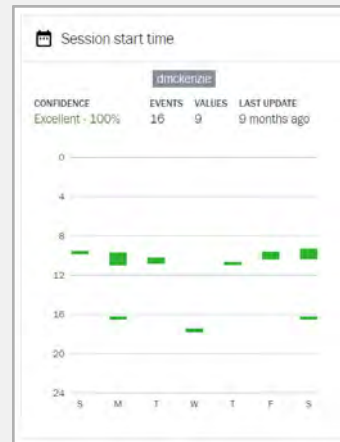 Session start time
dmckenzie
CONFIDENCE EVENTS VALUES LAST UPDATE
Excellent - 100% 16 9 9 months ago
0
4
8
12
16
20
24
S M T W T F S